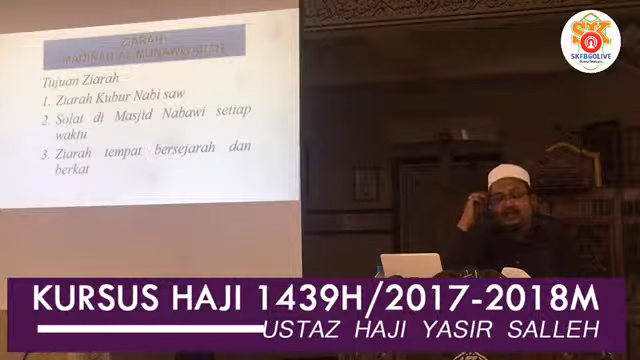 ZIARAH
MADINAH AL-MUNAWWARAH
Tujuan Ziarah
1. Ziarah Kubur Nabi saw
2. Solat di Masjid Nabawi setiap
waktu
3. Ziarah tempat bersejarah dan
berkat
SK
SKFBGOLIVE
KURSUS HAJI 1439H/2017-2018M
USTAZ HAJI YASIR SALLEH